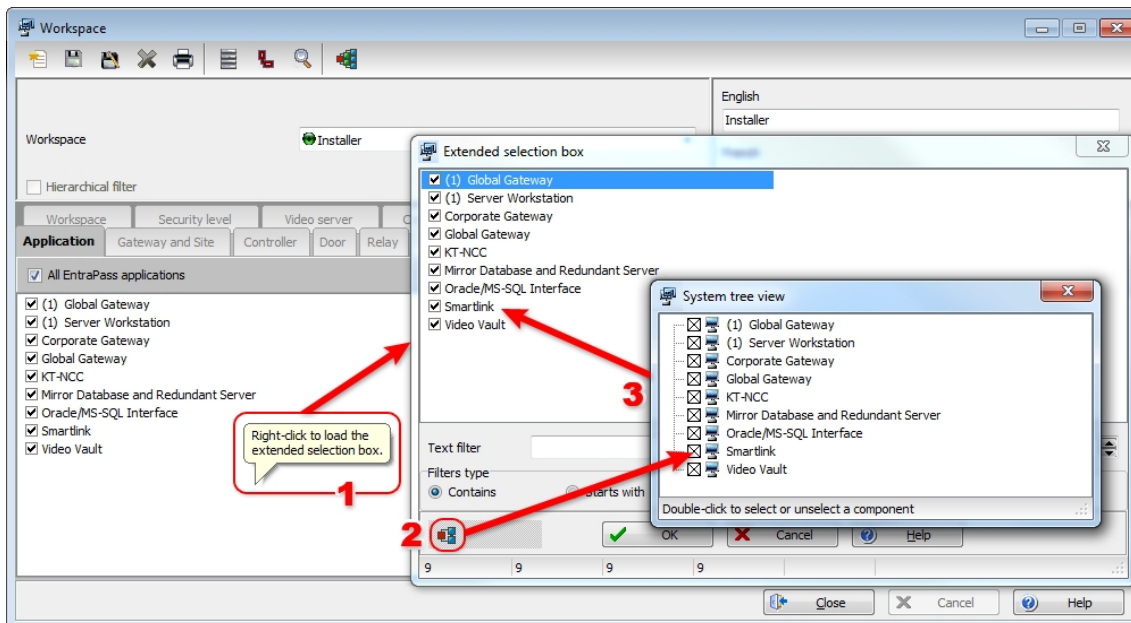 Workspace
English
Installer
Workspace
Installer
Hierarchical filter
Workspace
Security level
Video server
Application
Gateway and Site
Controller
Door
Relay
All EntraPass applications
(1) Global Gateway
(1) Server Workstation
Corporate Gateway
Global Gateway
KT-NCC
Mirror Database and Redundant Server
Oracle/MS-SQL Interface
Smartlink
Video Vault
Right-click to load the
extended selection box.
1
Extended selection box
(1) Global Gateway
(1) Server Workstation
Corporate Gateway
Global Gateway
KT-NCC
Mirror Database and Redundant Server
Oracle/MS-SQL Interface
Smartlink
Video Vault
3
Text filter
Filters type
Contains
Starts with
2
OK
Cancel
Help
9 9 9 9
System tree view
(1) Global Gateway
(1) Server Workstation
Corporate Gateway
Global Gateway
KT-NCC
Mirror Database and Redundant Server
Oracle/MS-SQL Interface
Smartlink
Video Vault
Double-click to select or unselect a component
Close
Cancel
Help